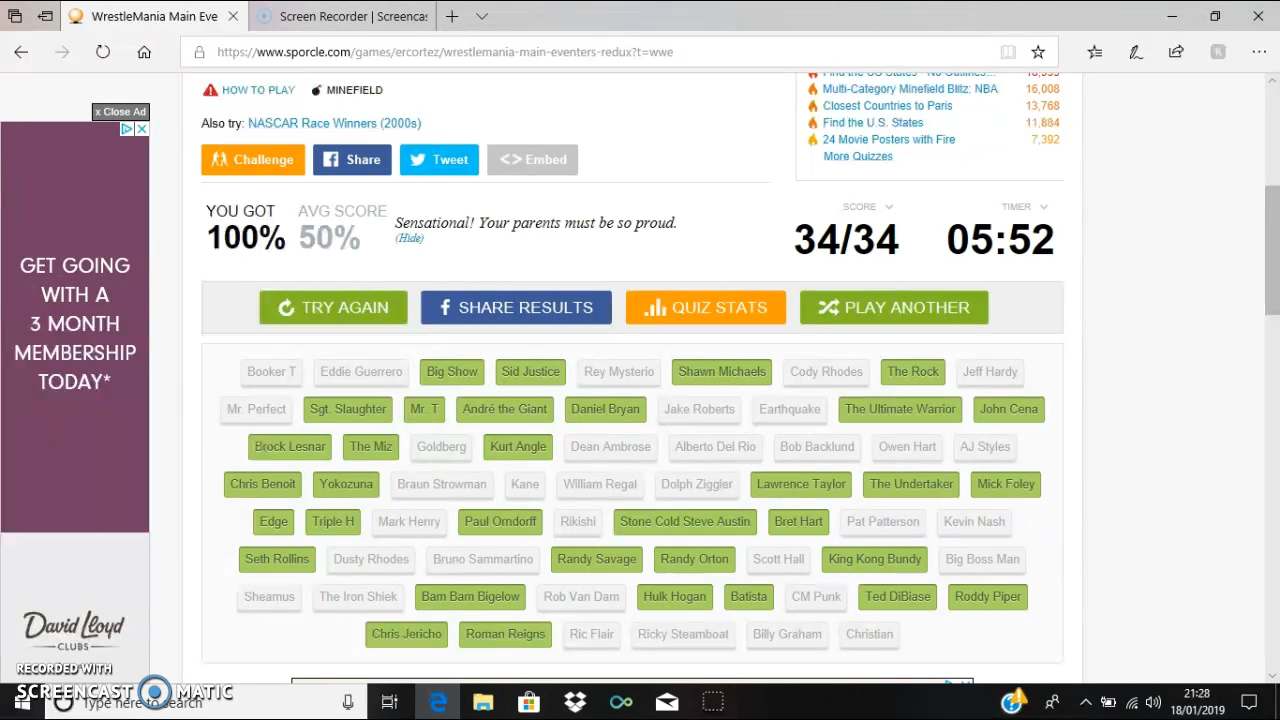 WrestleMania Main Eve
Screen Recorder | Screencas
https://www.sporcle.com/games/ercortez/wrestlemania-main-eventers-redux?t=wwe
HOW TO PLAY MINEFIELD
Also try: NASCAR Race Winners (2000s)
Challenge Share Tweet <> Embed
Find the US States - No Outlines...
Multi-Category Minefield Blitz: NBA 16,008
Closest Countries to Paris 13,768
Find the U.S. States 11,884
24 Movie Posters with Fire 7,392
More Quizzes
x Close Ad
GET GOING
WITH A
3 MONTH
MEMBERSHIP
TODAY*
David Lloyd
CLUBS
YOU GOT AVG SCORE
100% 50%
Sensational! Your parents must be so proud.
(Hide)
SCORE TIMER
34/34 05:52
TRY AGAIN SHARE RESULTS QUIZ STATS PLAY ANOTHER
Booker T Eddie Guerrero Big Show Sid Justice Rey Mysterio Shawn Michaels Cody Rhodes The Rock Jeff Hardy
Mr. Perfect Sgt. Slaughter Mr. T André the Giant Daniel Bryan Jake Roberts Earthquake The Ultimate Warrior John Cena
Brock Lesnar The Miz Goldberg Kurt Angle Dean Ambrose Alberto Del Rio Bob Backlund Owen Hart AJ Styles
Chris Benoit Yokozuna Braun Strowman Kane William Regal Dolph Ziggler Lawrence Taylor The Undertaker Mick Foley
Edge Triple H Mark Henry Paul Orndorff Rikishi Stone Cold Steve Austin Bret Hart Pat Patterson Kevin Nash
Seth Rollins Dusty Rhodes Bruno Sammartino Randy Savage Randy Orton Scott Hall King Kong Bundy Big Boss Man
Sheamus The Iron Shiek Bam Bam Bigelow Rob Van Dam Hulk Hogan Batista CM Punk Ted DiBiase Roddy Piper
Chris Jericho Roman Reigns Ric Flair Ricky Steamboat Billy Graham Christian
RECORDED WITH
SCREENCAST MATIC
Type here to search
21:28
18/01/2019